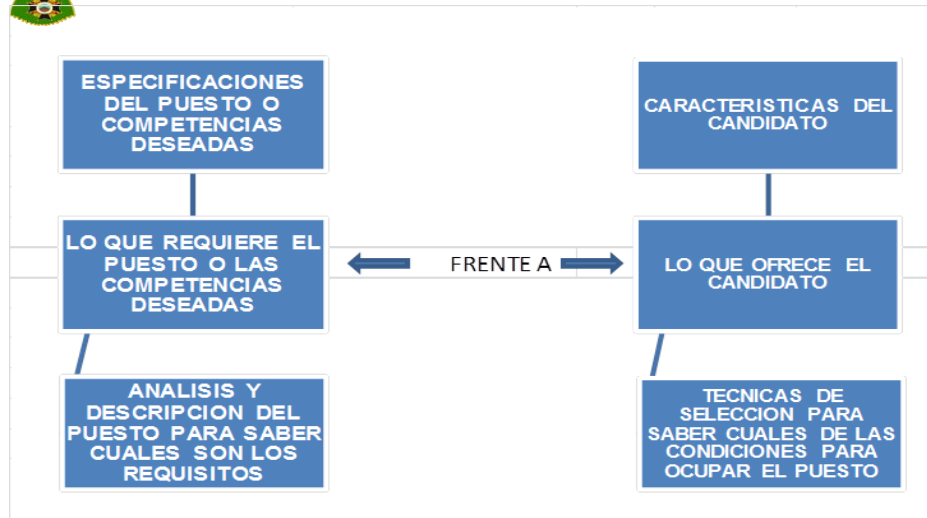 ESPECIFICACIONES
DEL PUESTO O
COMPETENCIAS
DESEADAS
CARACTERISTICAS DEL
CANDIDATO
LO QUE REQUIERE EL
PUESTO O LAS
COMPETENCIAS
DESEADAS
FRENTE A
LO QUE OFRECE EL
CANDIDATO
ANALISIS Y
DESCRIPCION DEL
PUESTO PARA SABER
CUALES SON LOS
REQUISITOS
TECNICAS DE
SELECCION PARA
SABER CUALES DE LAS
CONDICIONES PARA
OCUPAR EL PUESTO